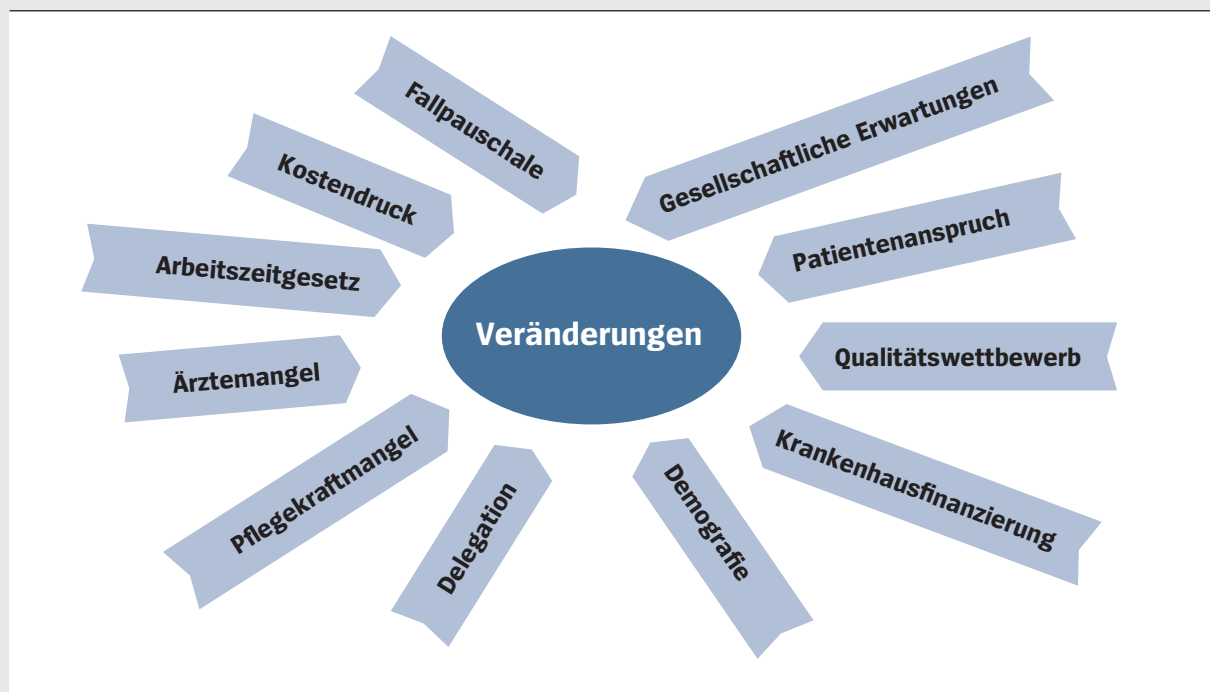 Fallpauschale
Gesellschaftliche Erwartungen
Kostendruck
Patientenanspruch
Arbeitszeitgesetz
Veränderungen
Qualitätswettbewerb
Ärztemangel
Krankenhausfinanzierung
Pflegekraftmangel
Delegation
Demografie